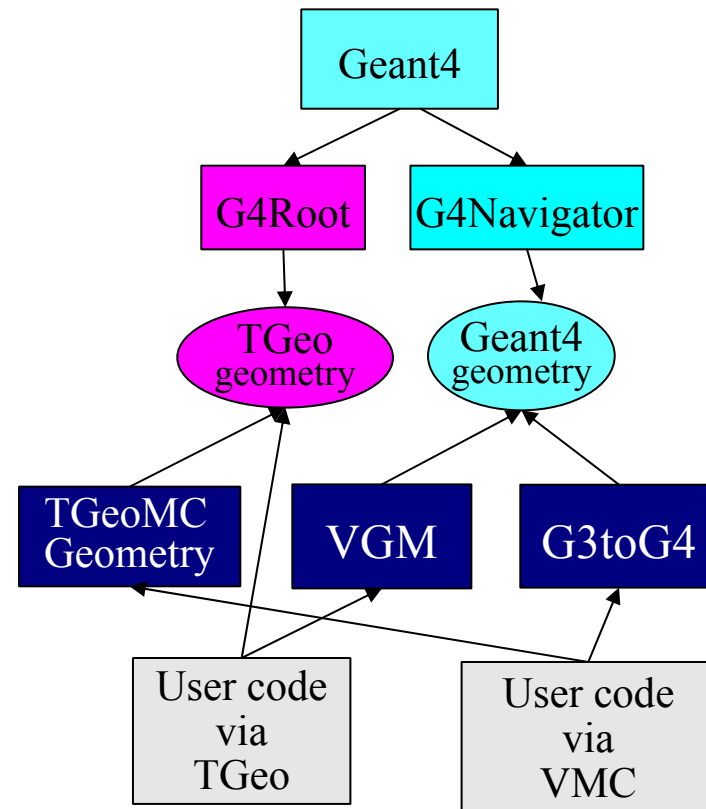 Geant4
G4Root
G4Navigator
TGeo
geometry
Geant4
geometry
TGeoMC
Geometry
VGM
G3toG4
User code
via
TGeo
User code
via
VMC